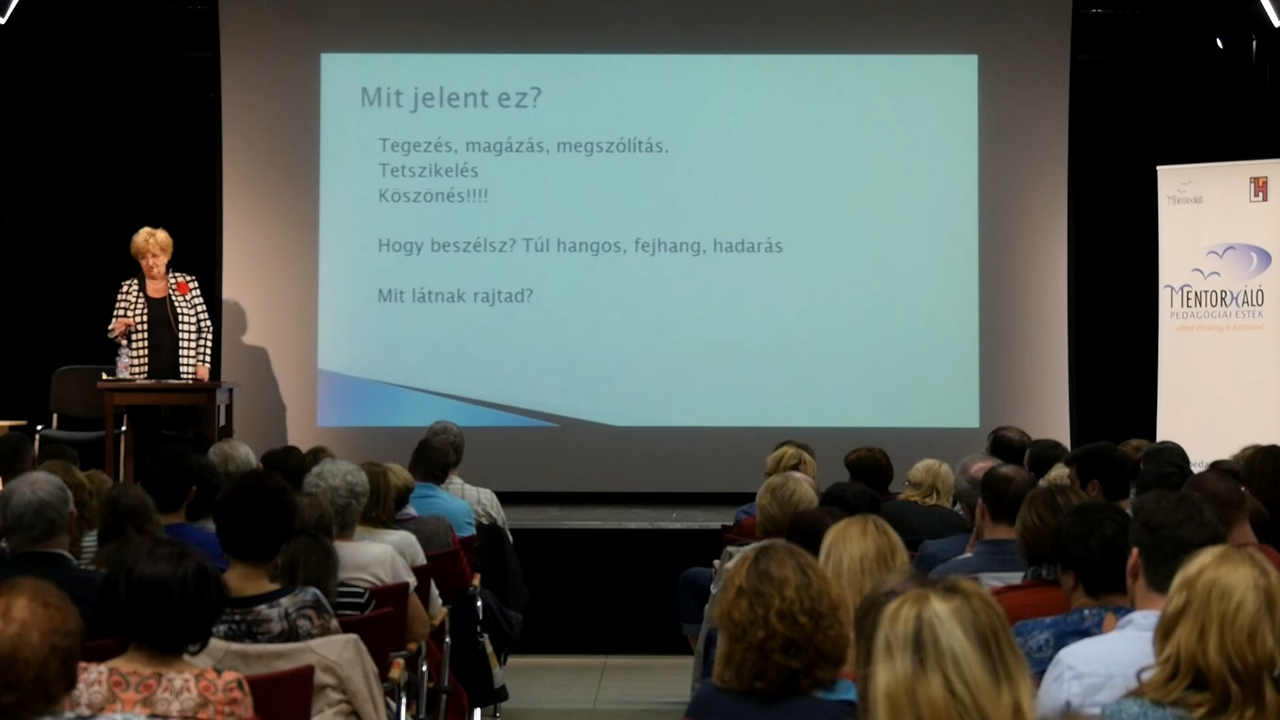 Mit jelent ez?
Tegezés, magázás, megszólítás.
Tetszikelés
Köszönés!!!!
Hogy beszélsz? Túl hangos, fejhang, hadarás
Mit látnak rajtad?
MENTORHÁLÓ
MENTORHÁLÓ
PEDAGÓGIAI ESTÉK